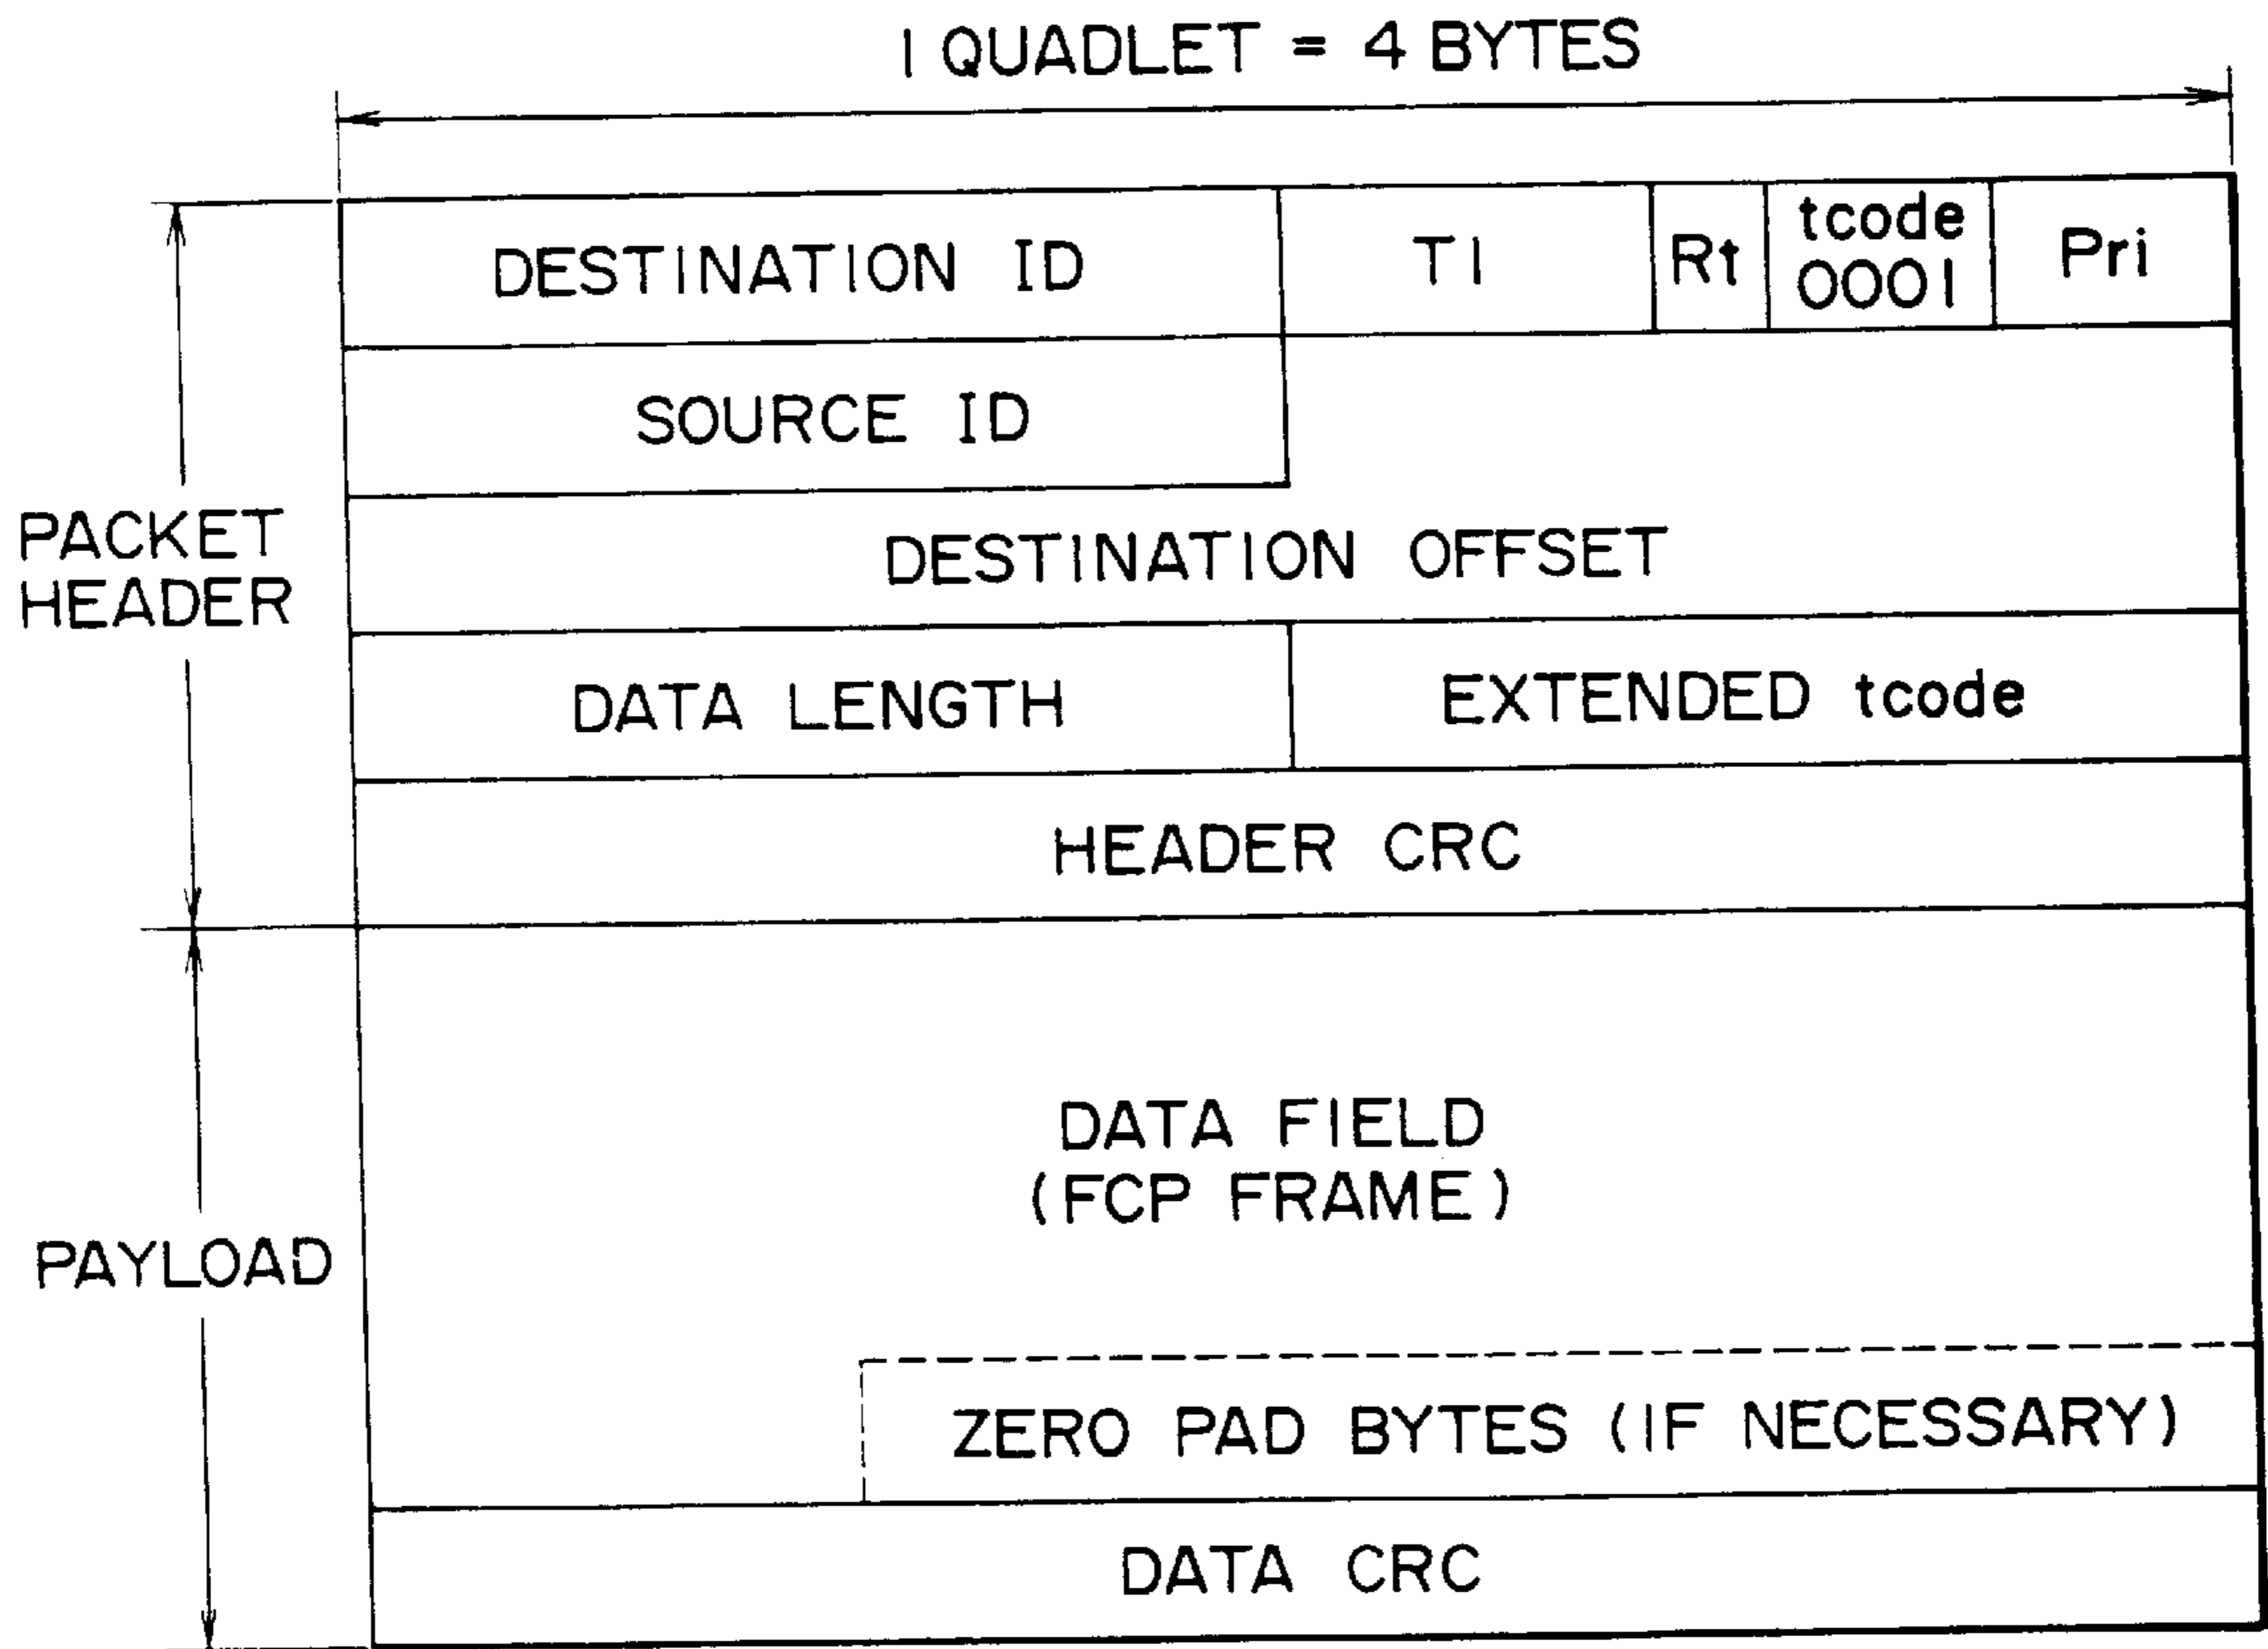 1 QUADLET = 4 BYTES
DESTINATION ID
T1
Rt
tcode
0001
Pri
SOURCE ID
PACKET
HEADER
DESTINATION OFFSET
DATA LENGTH
EXTENDED tcode
HEADER CRC
DATA FIELD
(FCP FRAME)
PAYLOAD
ZERO PAD BYTES (IF NECESSARY)
DATA CRC